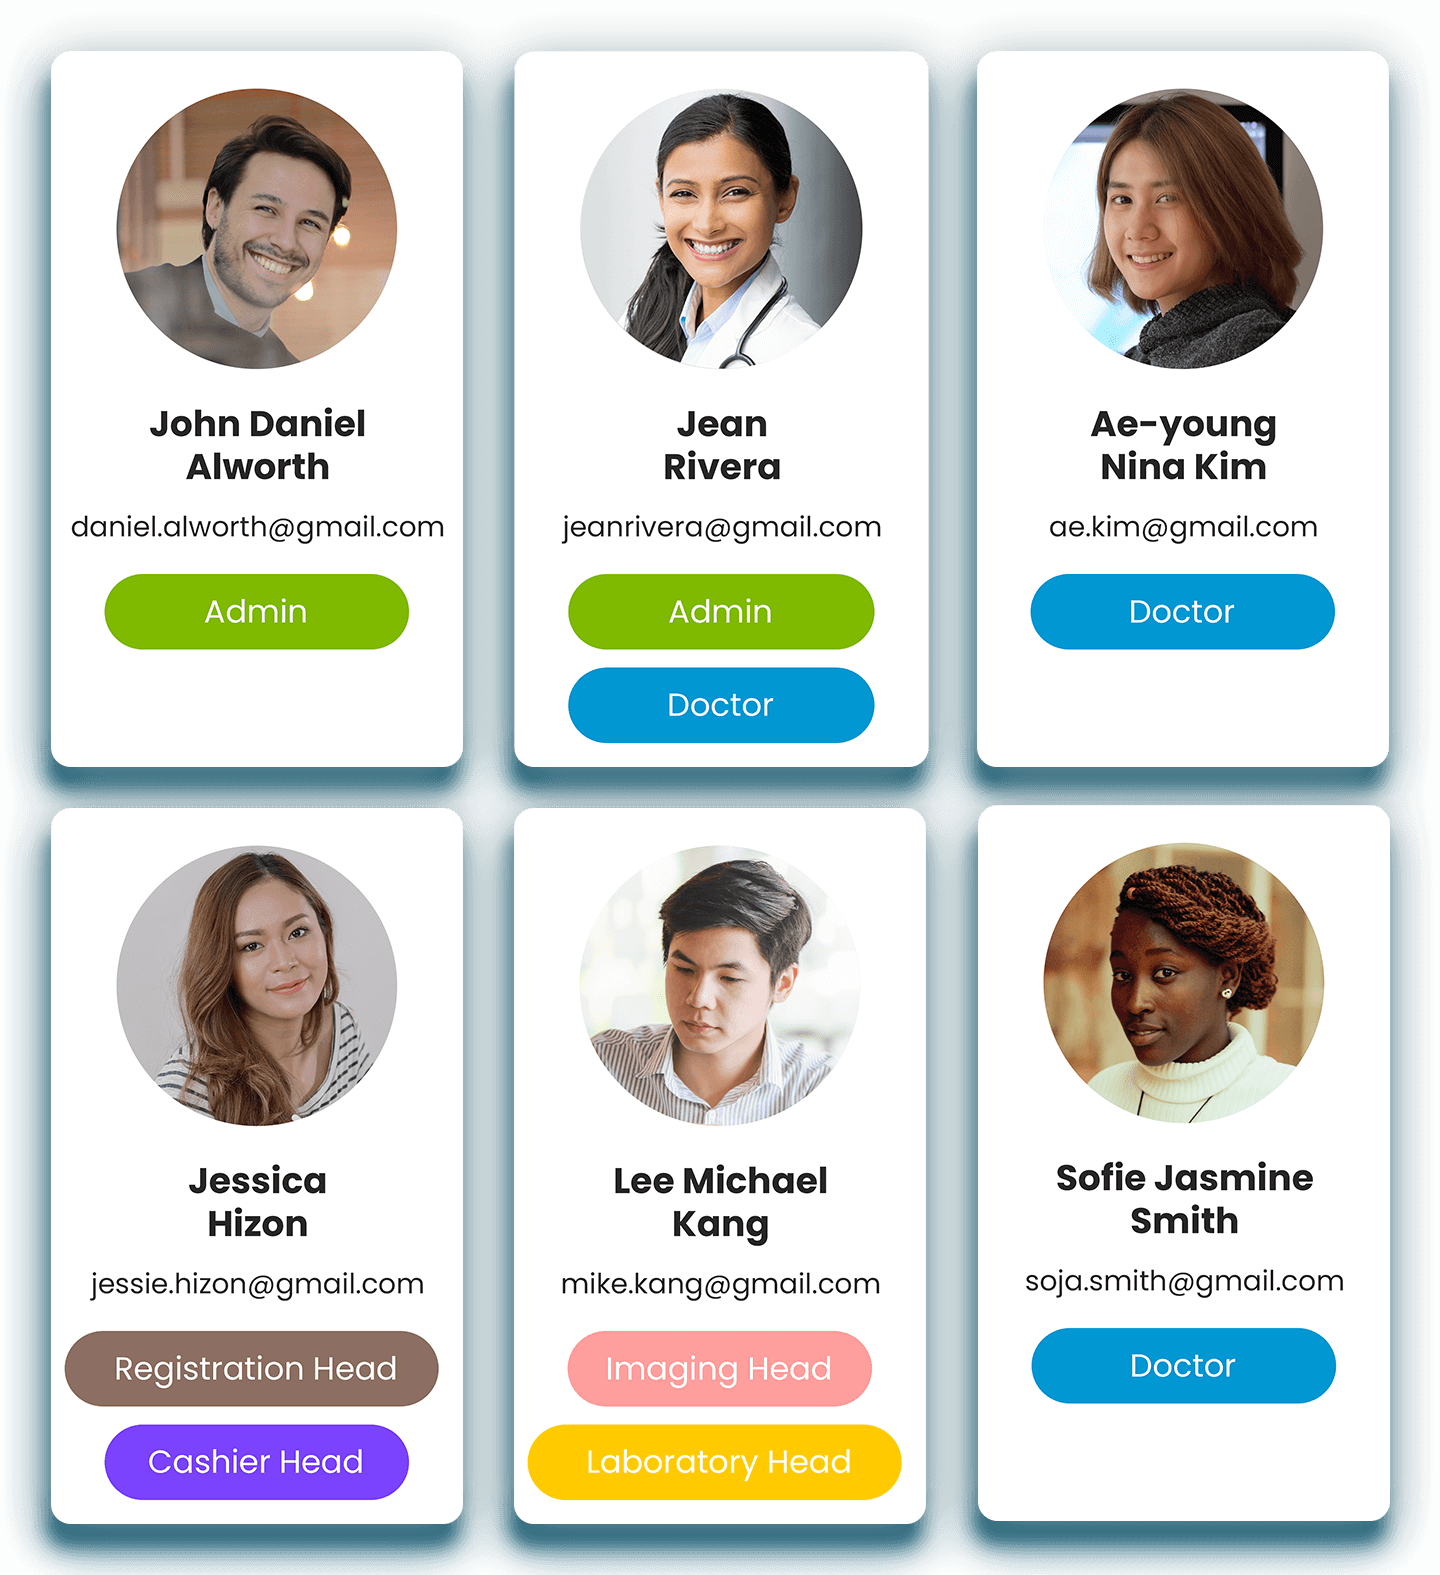 John Daniel
Alworth
daniel.alworth@gmail.com
Admin
Jean
Rivera
jeanrivera@gmail.com
Admin
Doctor
Ae-young
Nina Kim
ae.kim@gmail.com
Doctor
Jessica
Hizon
jessie.hizon@gmail.com
Registration Head
Cashier Head
Lee Michael
Kang
mike.kang@gmail.com
Imaging Head
Laboratory Head
Sofie Jasmine
Smith
soja.smith@gmail.com
Doctor